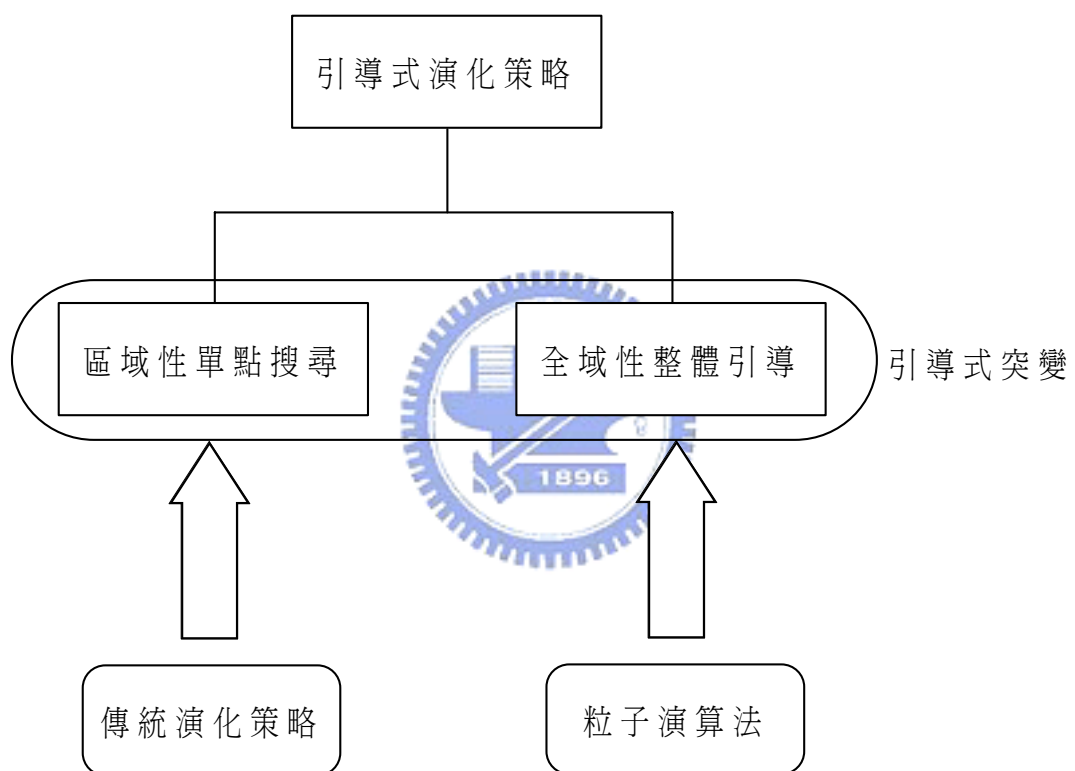 引導式演化策略
區域性單點搜尋
全域性整體引導
引導式突變
1896
傳統演化策略
粒子演算法